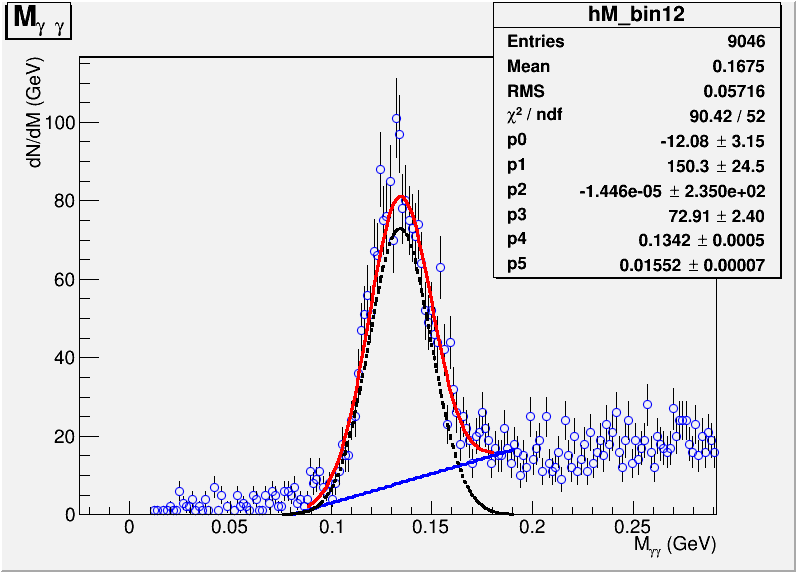 Mγ γ
hM_bin12
Entries 9046
Mean 0.1675
RMS 0.05716
χ² / ndf 90.42 / 52
p0 -12.08 ± 3.15
p1 150.3 ± 24.5
p2 -1.446e-05 ± 2.350e+02
p3 72.91 ± 2.40
p4 0.1342 ± 0.0005
p5 0.01552 ± 0.00007
dN/dM (GeV)
100
80
60
40
20
0
0 0.05 0.1 0.15 0.2 0.25
Mγγ (GeV)